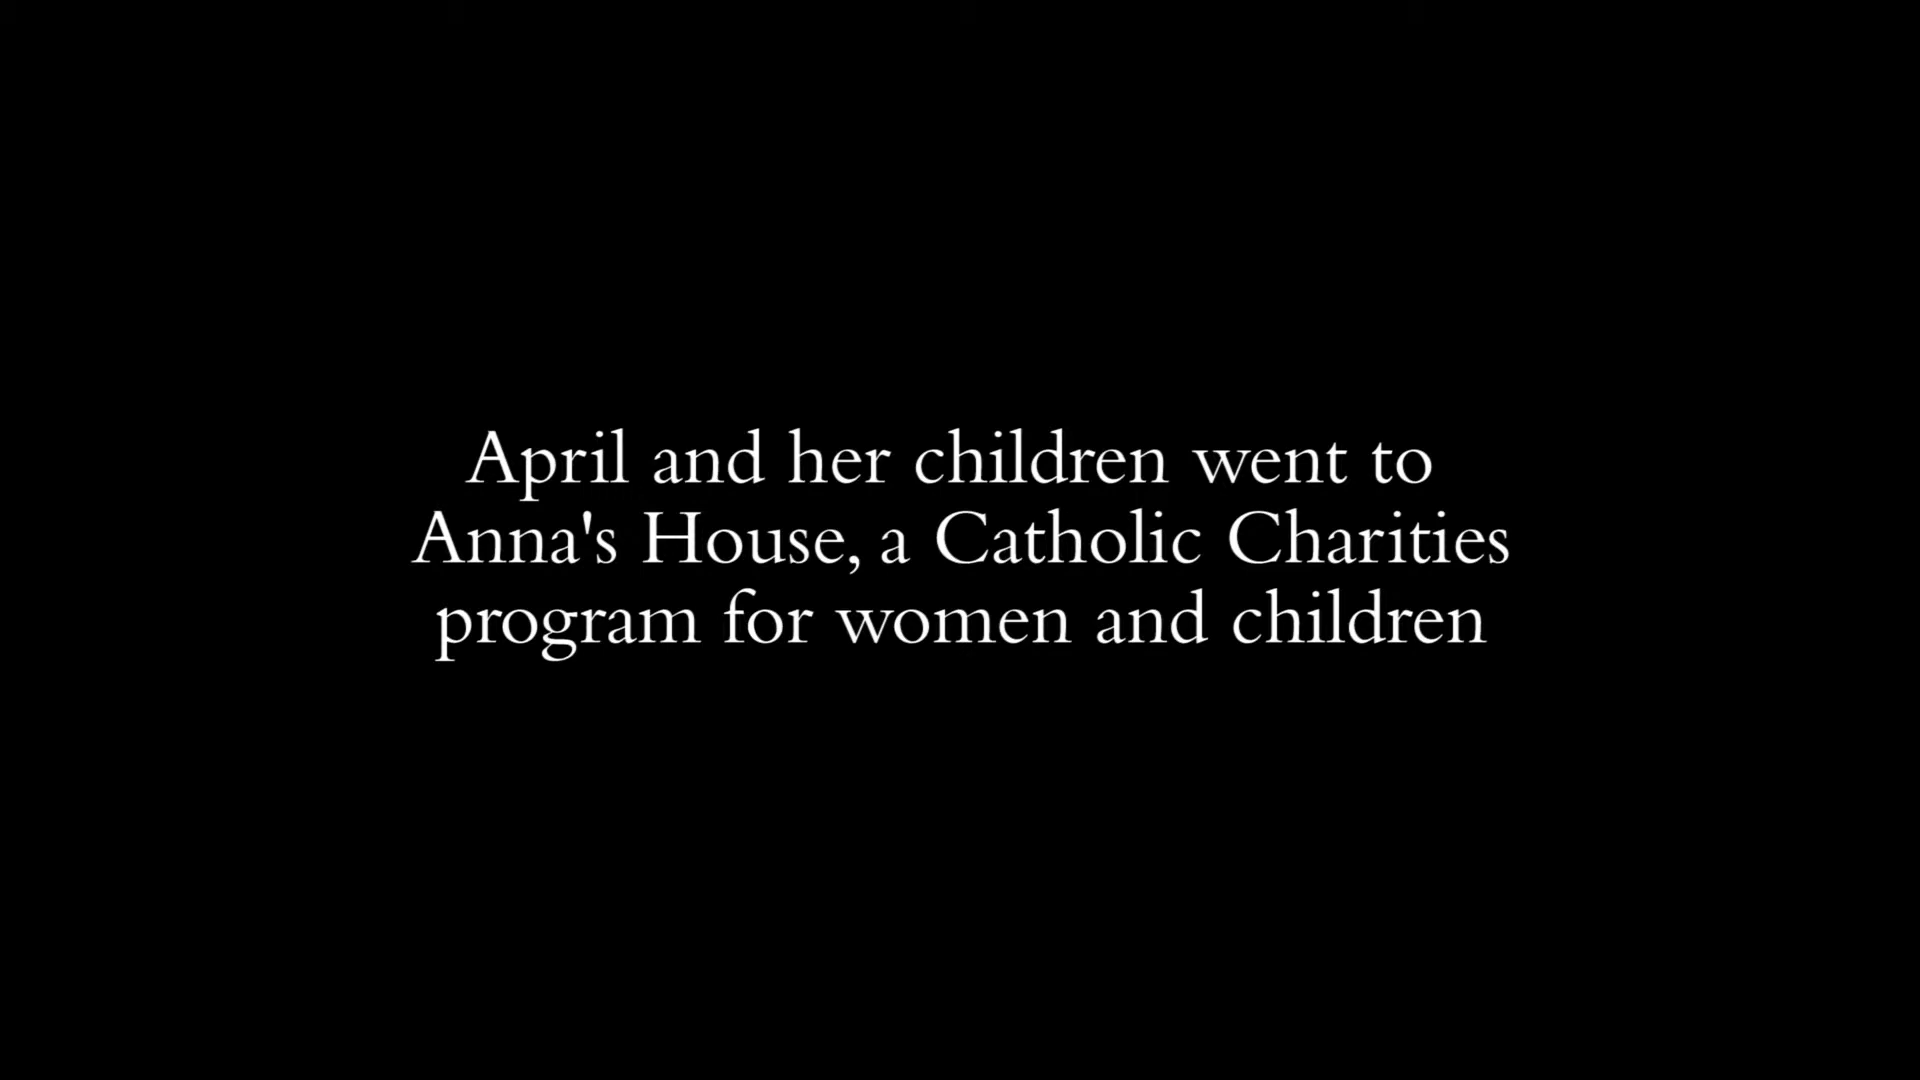 April and her children went to
Anna's House, a Catholic Charities
program for women and children